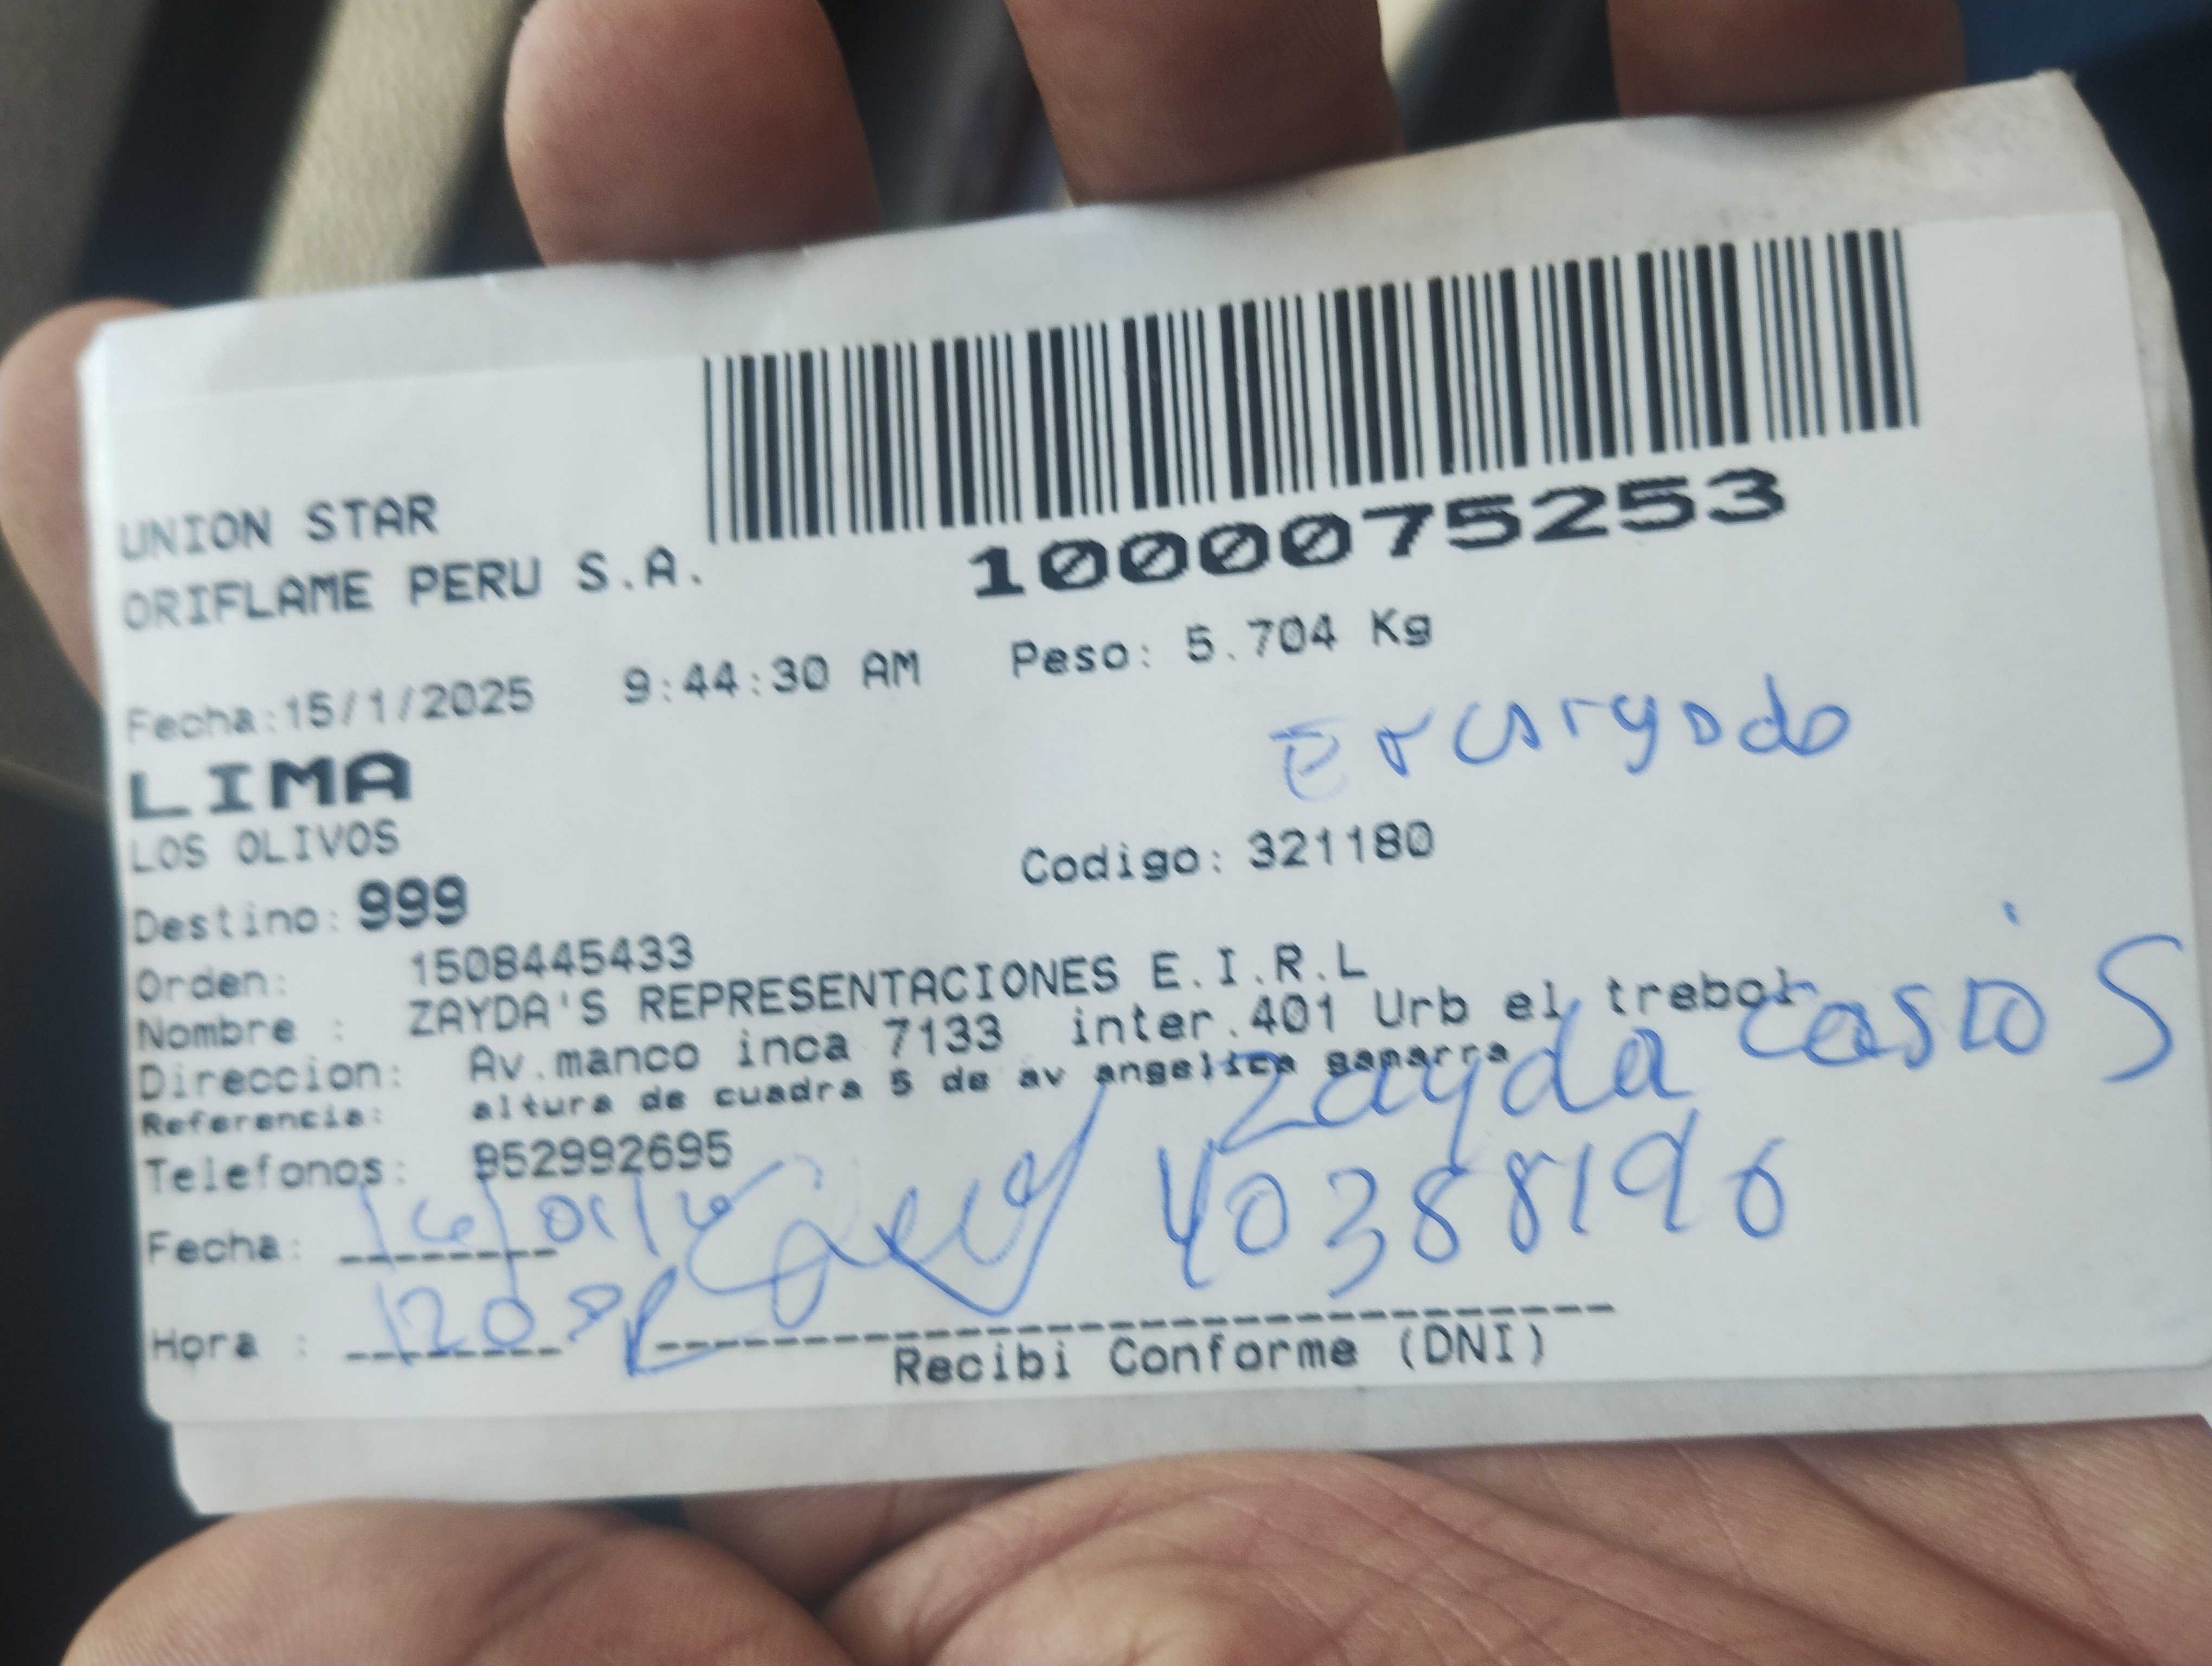 UNION STAR
ORIFLAME PERU S.A.
1000075253
Fecha:15/1/2025 9:44:30 AM Peso: 5.704 Kg
Encargado
LIMA
LOS OLIVOS
Codigo: 321180
Destino: 999
Orden: 1508445433
Nombre : ZAYDA'S REPRESENTACIONES E.I.R.L
Direccion: Av.manco inca 7133 inter.401 Urb el trebol
Referencia: altura de cuadra 5 de av angelica gamarra
Zayda
Telefonos: 952992695
40388196
Fecha:
Hora :
Recibi Conforme (DNI)